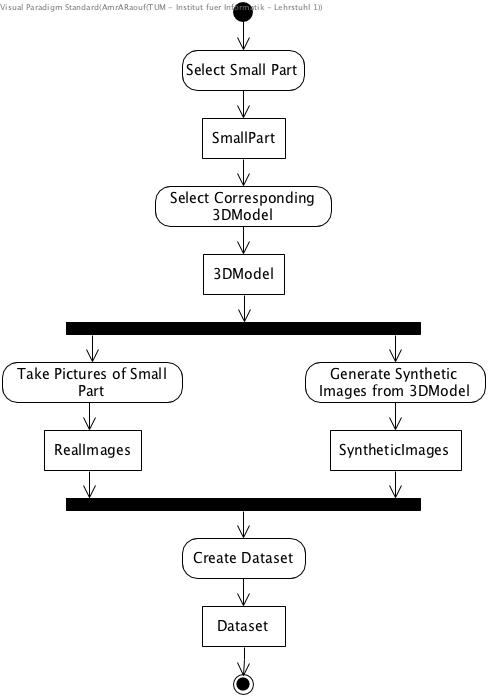 Visual Paradigm Standard(AmrARaouf(TUM - Institut fuer Informatik - Lehrstuhl 1))
Select Small Part
SmallPart
Select Corresponding
3DModel
3DModel
Take Pictures of Small
Part
Generate Synthetic
Images from 3DModel
RealImages
SyntheticImages
Create Dataset
Dataset